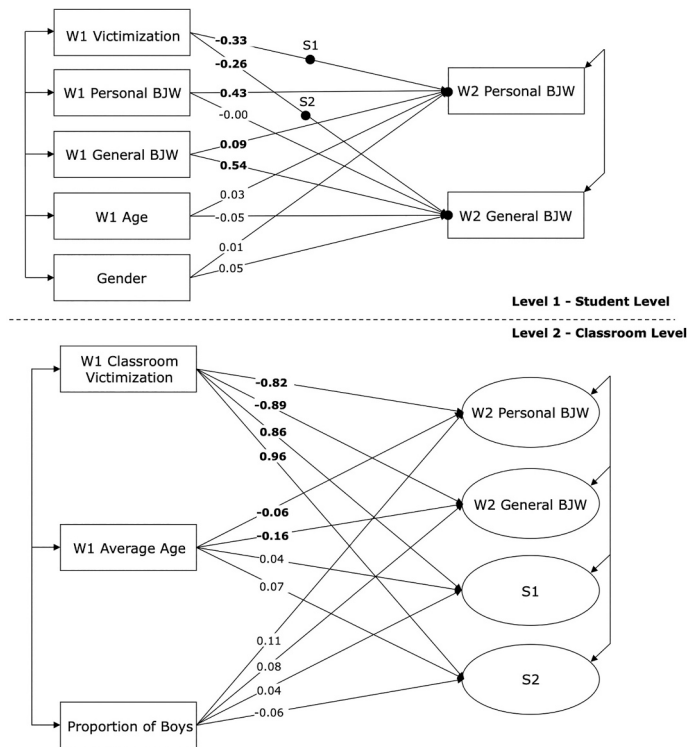 W1 Victimization
-0.33
S1
-0.26
W1 Personal BJW
0.43
W2 Personal BJW
-0.00
S2
W1 General BJW
0.09
0.54
W1 Age
0.03
-0.05
W2 General BJW
Gender
0.01
0.05
Level 1 - Student Level
Level 2 - Classroom Level
W1 Classroom
Victimization
-0.82
-0.89
0.86
0.96
W2 Personal BJW
W2 General BJW
W1 Average Age
-0.06
-0.16
0.04
0.07
S1
S2
Proportion of Boys
0.11
0.08
0.04
-0.06